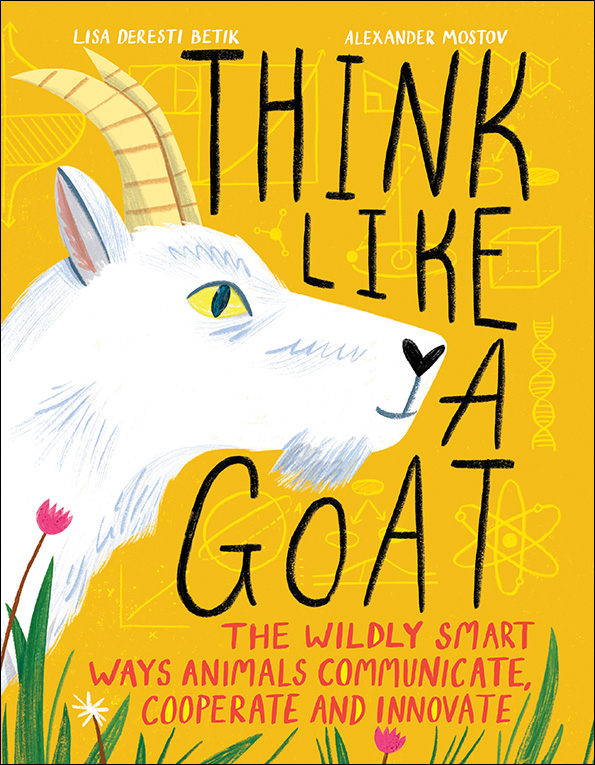 LISA DERESTI BETIK
ALEXANDER MOSTOV
THINK
LIKE
A
GOAT
THE WILDLY SMART
WAYS ANIMALS COMMUNICATE,
COOPERATE AND INNOVATE